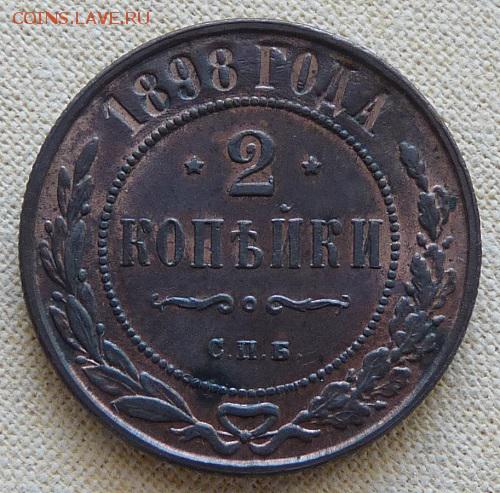 COINS.LAVE.RU
1898 ГОДА
2
КОПѢЙКИ
С.П.Б.